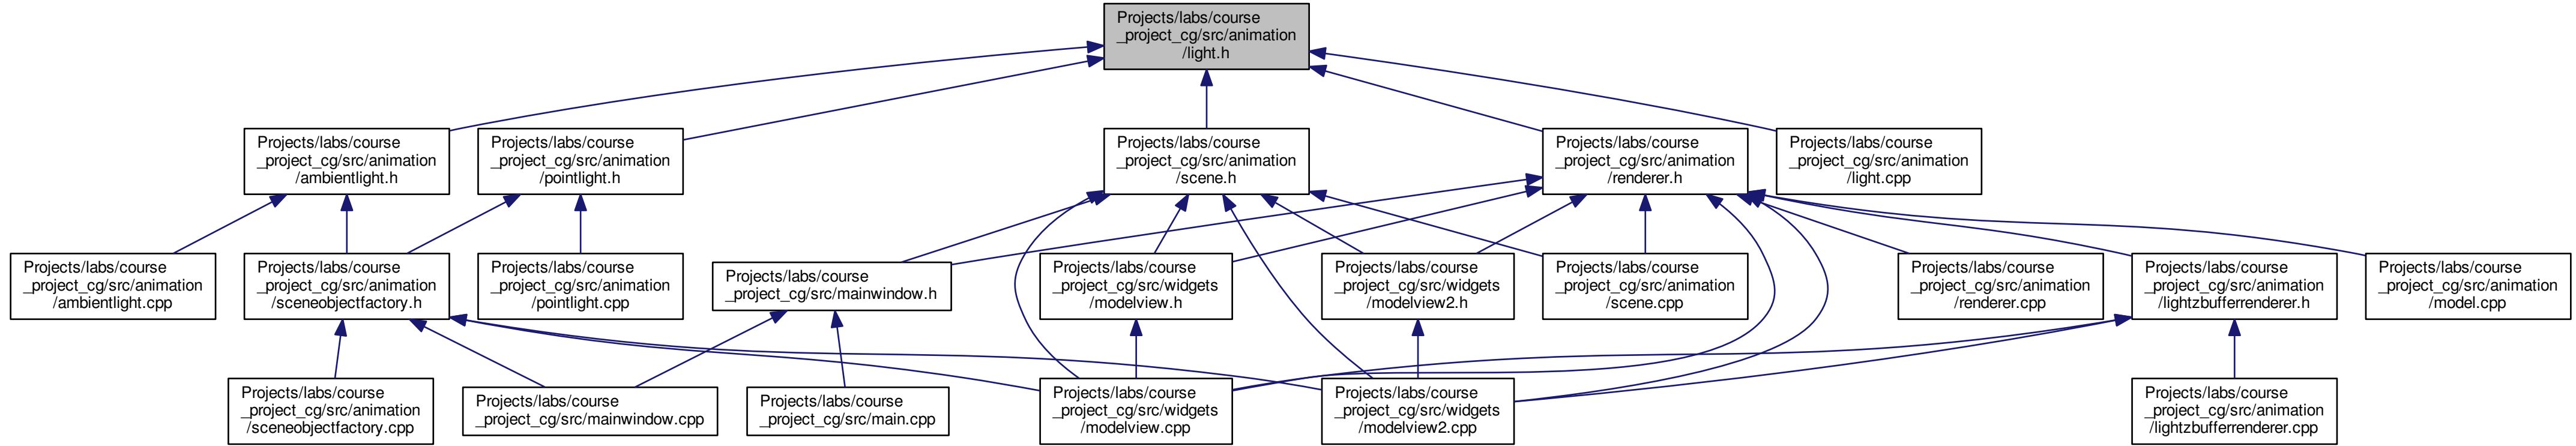 Projects/labs/course
_project_cg/src/animation
/light.h
Projects/labs/course
_project_cg/src/animation
/ambientlight.h
Projects/labs/course
_project_cg/src/animation
/pointlight.h
Projects/labs/course
_project_cg/src/animation
/scene.h
Projects/labs/course
_project_cg/src/animation
/renderer.h
Projects/labs/course
_project_cg/src/animation
/light.cpp
Projects/labs/course
_project_cg/src/animation
/ambientlight.cpp
Projects/labs/course
_project_cg/src/animation
/sceneobjectfactory.h
Projects/labs/course
_project_cg/src/animation
/pointlight.cpp
Projects/labs/course
_project_cg/src/mainwindow.h
Projects/labs/course
_project_cg/src/widgets
/modelview.h
Projects/labs/course
_project_cg/src/widgets
/modelview2.h
Projects/labs/course
_project_cg/src/animation
/scene.cpp
Projects/labs/course
_project_cg/src/animation
/renderer.cpp
Projects/labs/course
_project_cg/src/animation
/lightzbufferrenderer.h
Projects/labs/course
_project_cg/src/animation
/model.cpp
Projects/labs/course
_project_cg/src/animation
/sceneobjectfactory.cpp
Projects/labs/course
_project_cg/src/mainwindow.cpp
Projects/labs/course
_project_cg/src/main.cpp
Projects/labs/course
_project_cg/src/widgets
/modelview.cpp
Projects/labs/course
_project_cg/src/widgets
/modelview2.cpp
Projects/labs/course
_project_cg/src/animation
/lightzbufferrenderer.cpp